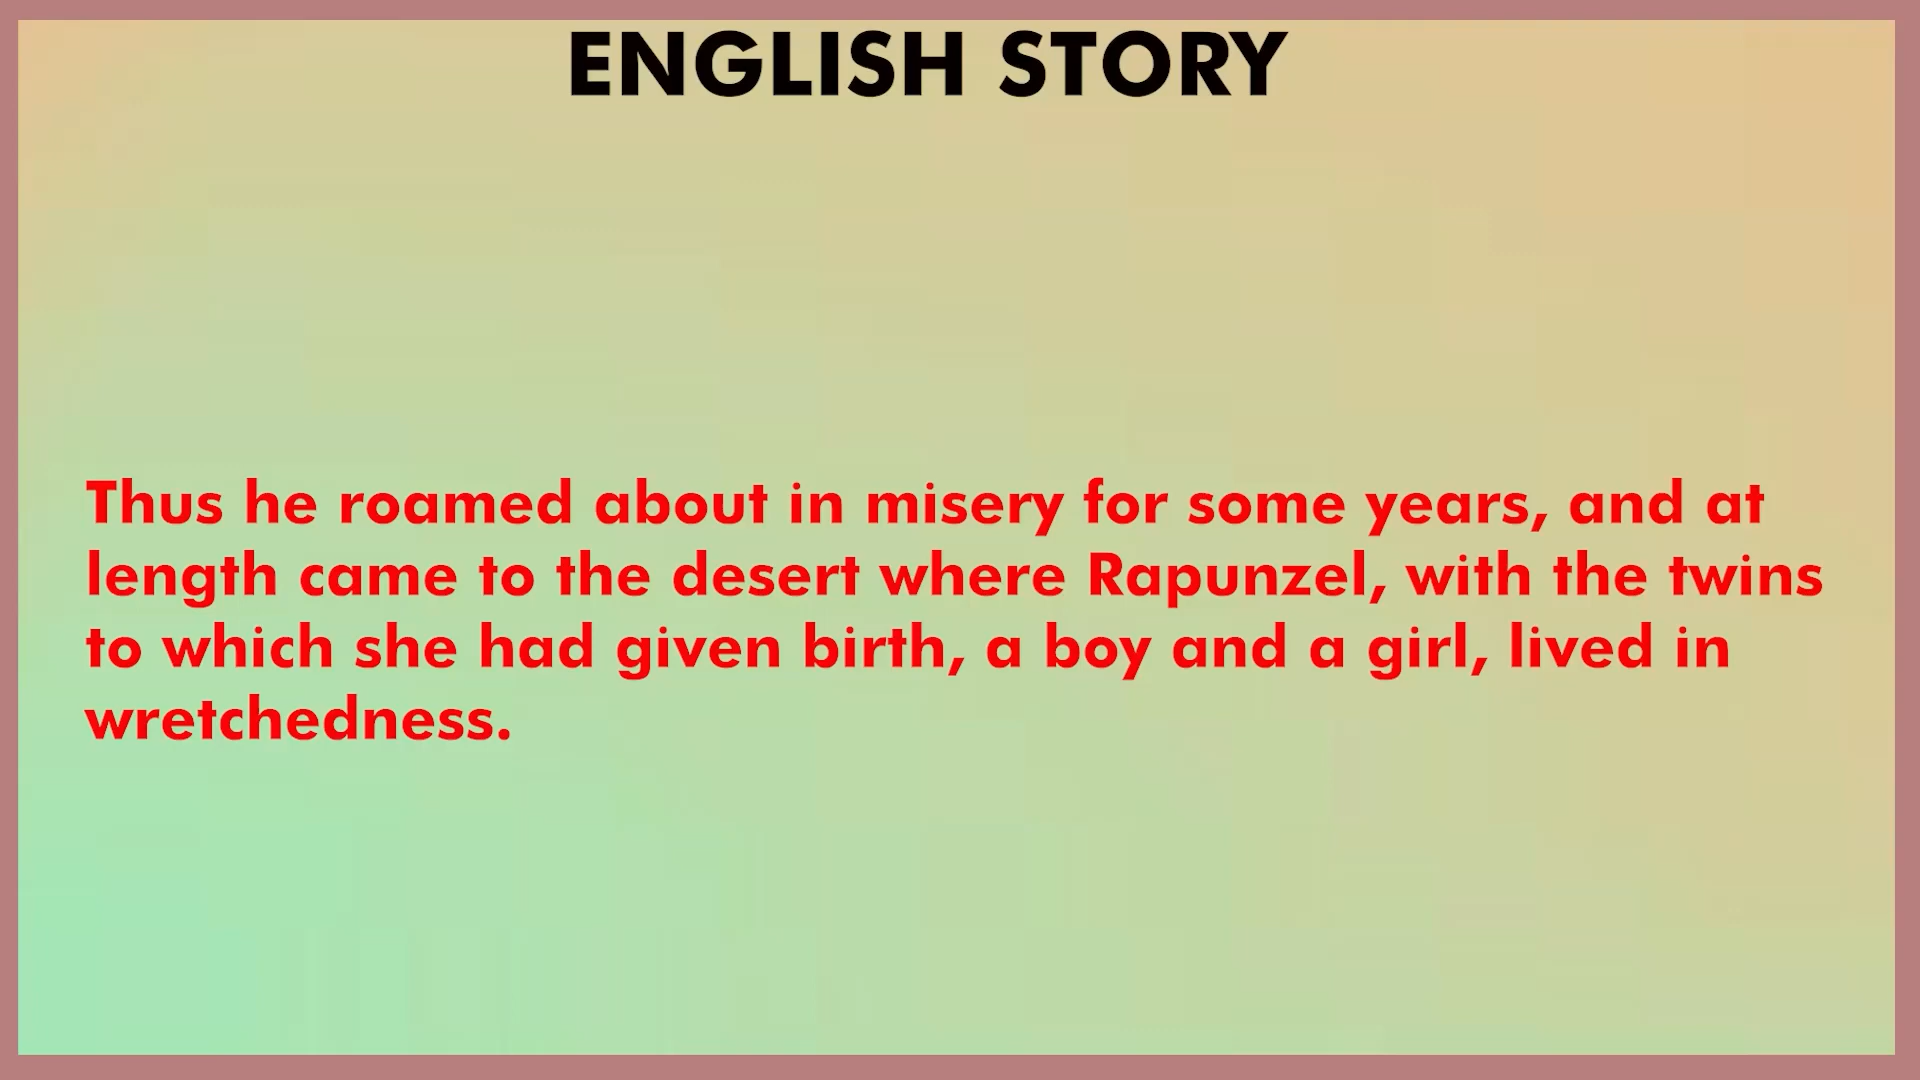 ENGLISH STORY
Thus he roamed about in misery for some years, and at
length came to the desert where Rapunzel, with the twins
to which she had given birth, a boy and a girl, lived in
wretchedness.